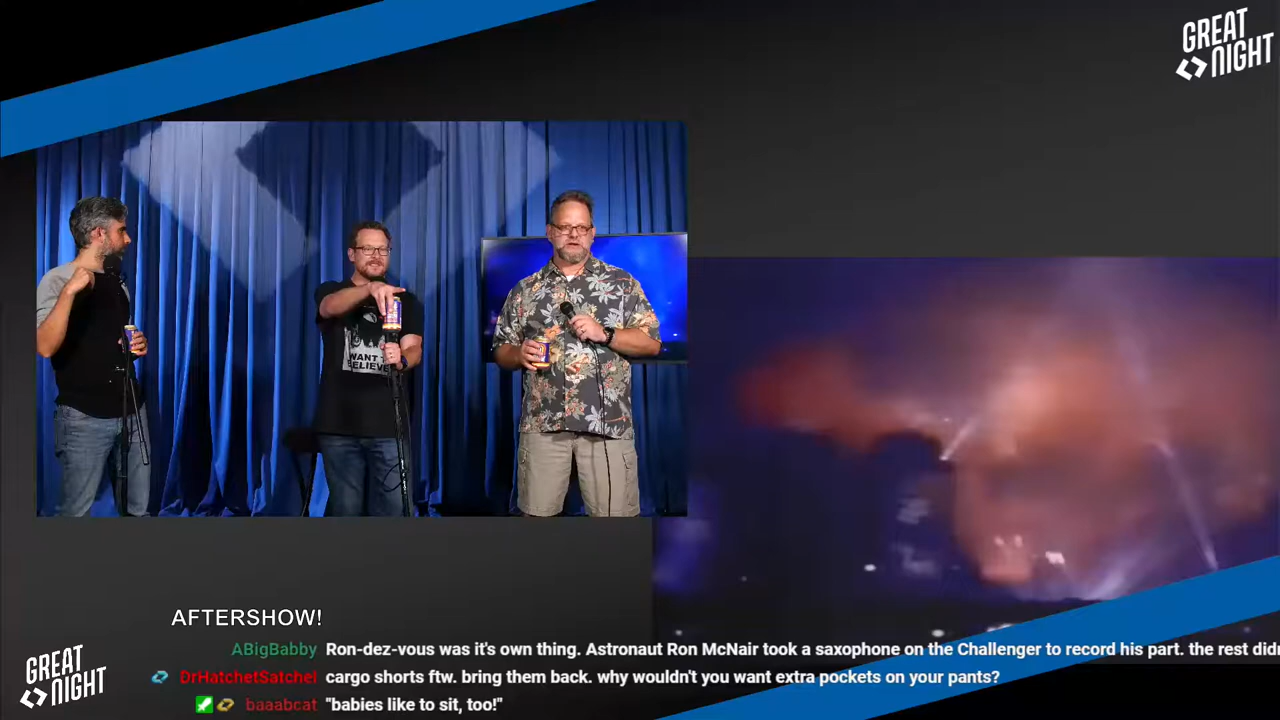 GREAT
NIGHT
WANT T
BELIEVE
AFTERSHOW!
ABigBabby Ron-dez-vous was it's own thing. Astronaut Ron McNair took a saxophone on the Challenger to record his part. the rest didn
DrHatchetSatchel cargo shorts ftw. bring them back. why wouldn't you want extra pockets on your pants?
baaabcat "babies like to sit, too!"
GREAT
NIGHT